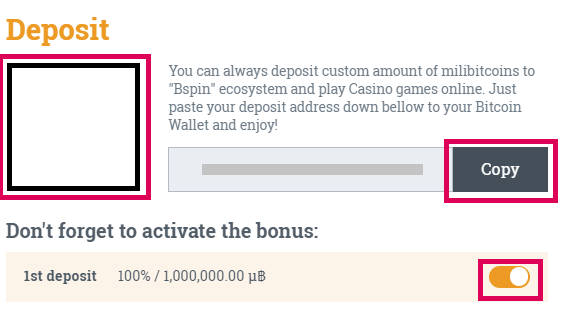 Deposit
You can always deposit custom amount of milibitcoins to
"Bspin" ecosystem and play Casino games online. Just
paste your deposit address down bellow to your Bitcoin
Wallet and enjoy!
Copy
Don't forget to activate the bonus:
1st deposit 100% / 1,000,000.00 µ฿